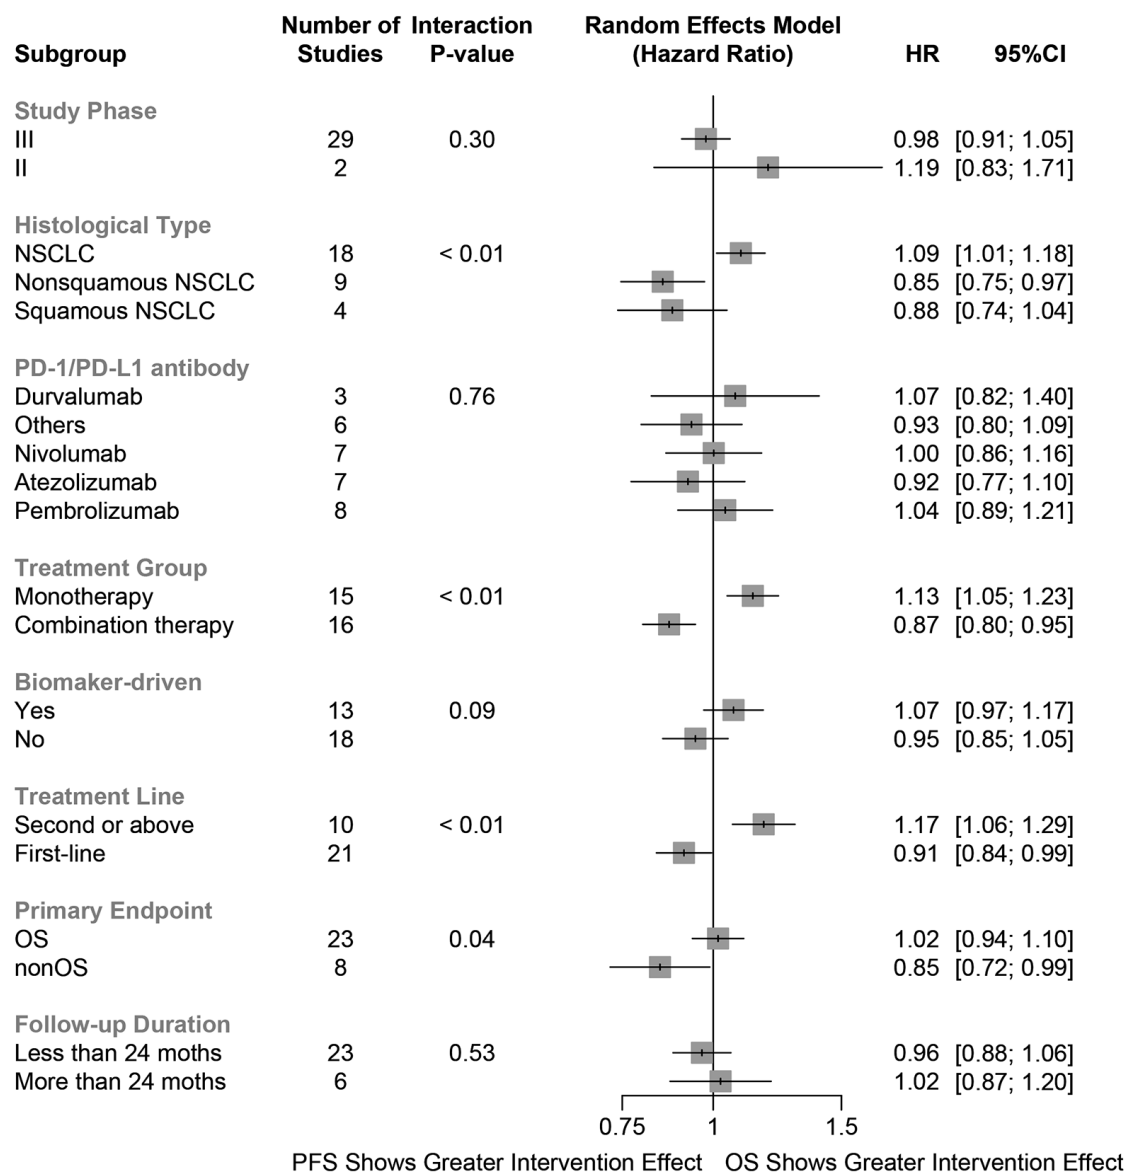 Number of Interaction Random Effects Model
Subgroup Studies P-value (Hazard Ratio) HR 95%CI
Study Phase
III 29 0.30 0.98 [0.91; 1.05]
II 2 1.19 [0.83; 1.71]
Histological Type
NSCLC 18 < 0.01 1.09 [1.01; 1.18]
Nonsquamous NSCLC 9 0.85 [0.75; 0.97]
Squamous NSCLC 4 0.88 [0.74; 1.04]
PD-1/PD-L1 antibody
Durvalumab 3 0.76 1.07 [0.82; 1.40]
Others 6 0.93 [0.80; 1.09]
Nivolumab 7 1.00 [0.86; 1.16]
Atezolizumab 7 0.92 [0.77; 1.10]
Pembrolizumab 8 1.04 [0.89; 1.21]
Treatment Group
Monotherapy 15 < 0.01 1.13 [1.05; 1.23]
Combination therapy 16 0.87 [0.80; 0.95]
Biomaker-driven
Yes 13 0.09 1.07 [0.97; 1.17]
No 18 0.95 [0.85; 1.05]
Treatment Line
Second or above 10 < 0.01 1.17 [1.06; 1.29]
First-line 21 0.91 [0.84; 0.99]
Primary Endpoint
OS 23 0.04 1.02 [0.94; 1.10]
nonOS 8 0.85 [0.72; 0.99]
Follow-up Duration
Less than 24 moths 23 0.53 0.96 [0.88; 1.06]
More than 24 moths 6 1.02 [0.87; 1.20]
0.75 1 1.5
PFS Shows Greater Intervention Effect OS Shows Greater Intervention Effect